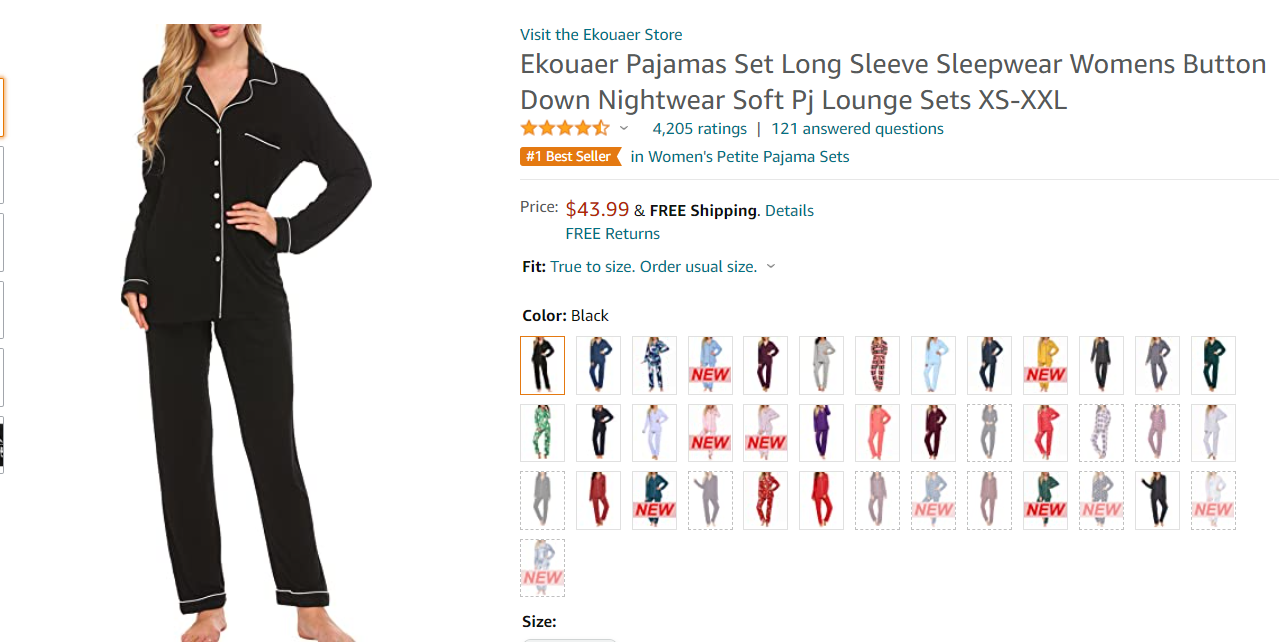 Visit the Ekouaer Store
Ekouaer Pajamas Set Long Sleeve Sleepwear Womens Button
Down Nightwear Soft Pj Lounge Sets XS-XXL
4,205 ratings | 121 answered questions
#1 Best Seller in Women's Petite Pajama Sets
Price: $43.99 & FREE Shipping. Details
FREE Returns
Fit: True to size. Order usual size.
Color: Black
NEW NEW
NEW NEW
NEW NEW NEW NEW NEW
NEW
Size: